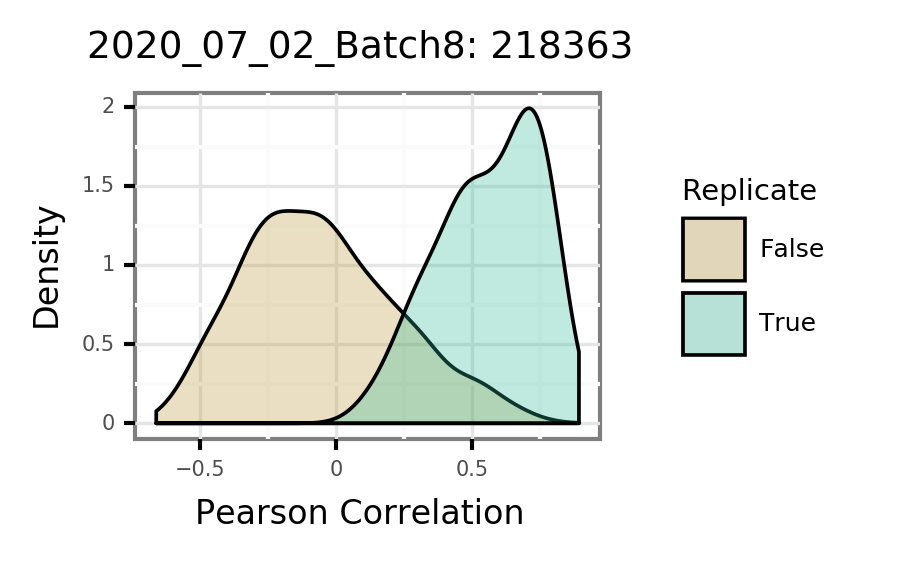 2020_07_02_Batch8: 218363
2
1.5
1
0.5
0
Density
−0.5
0
0.5
Pearson Correlation
Replicate
False
True